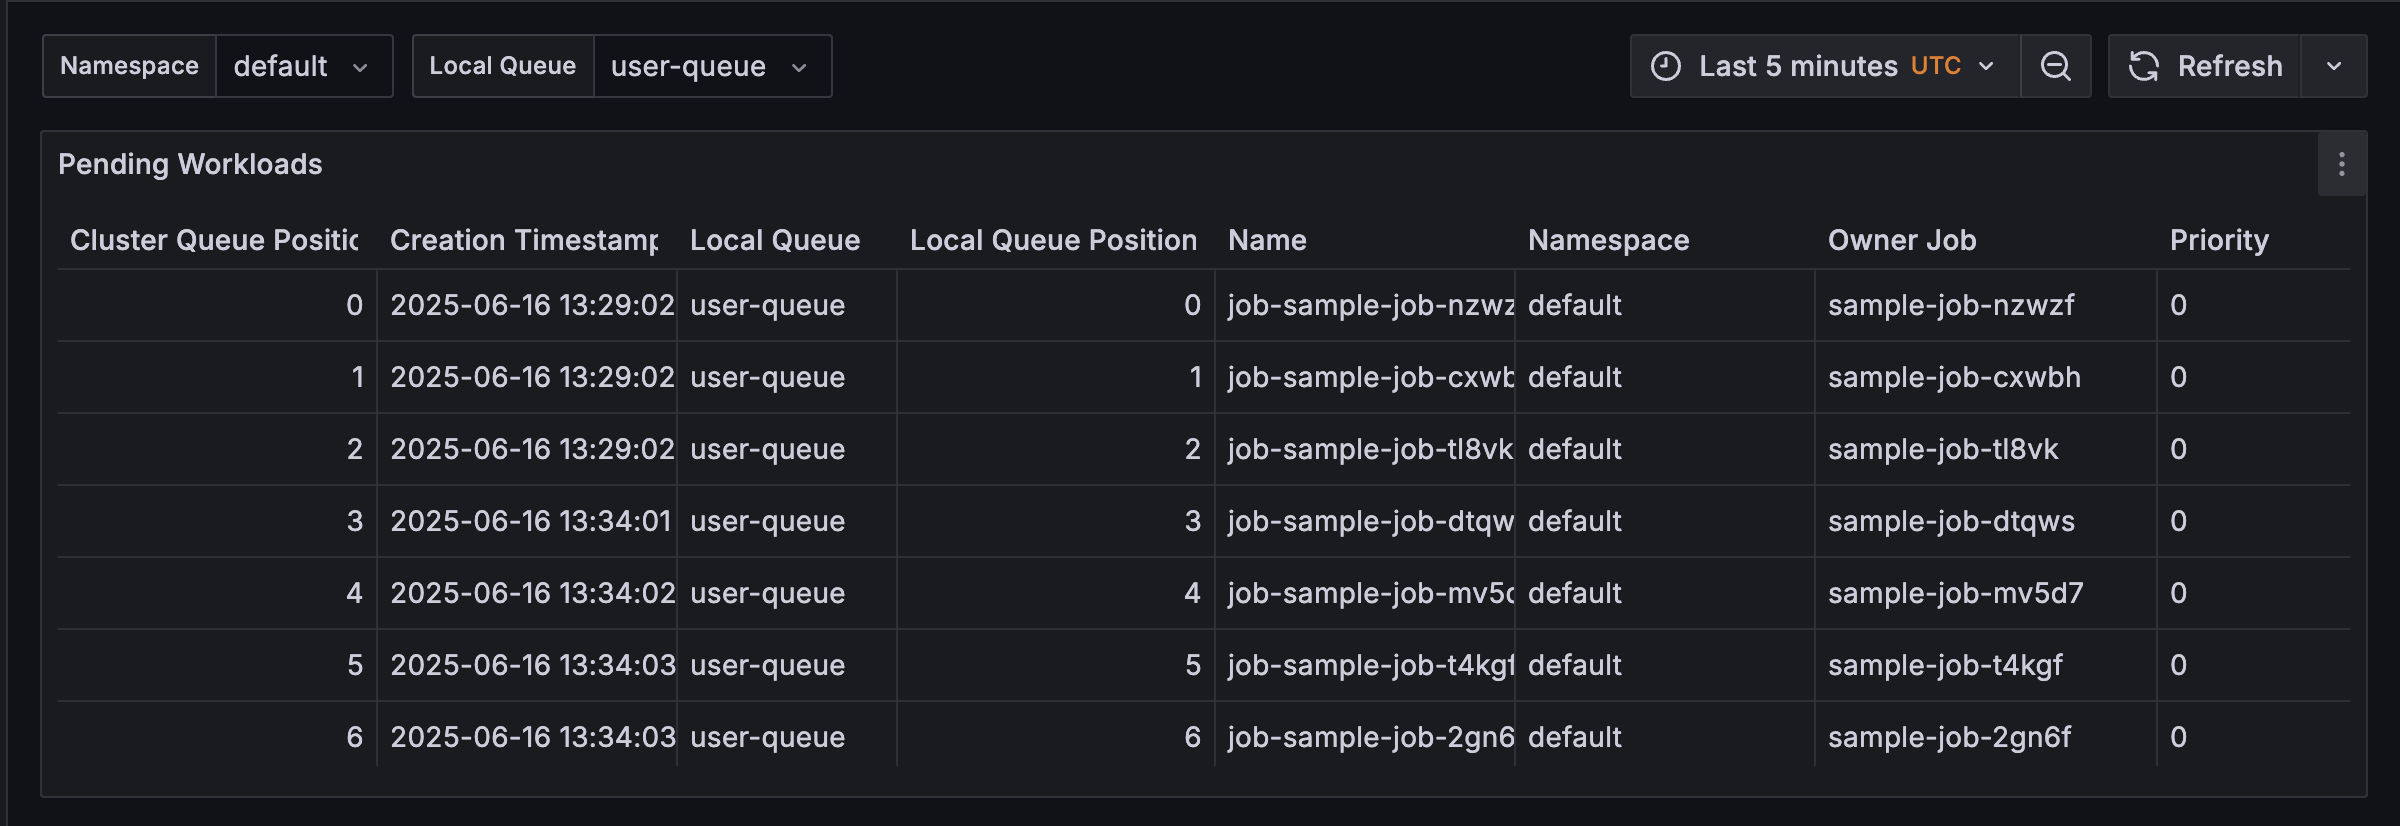 Namespace default Local Queue user-queue Last 5 minutes UTC Refresh
Pending Workloads
Cluster Queue Positic Creation Timestamp Local Queue Local Queue Position Name Namespace Owner Job Priority
0 2025-06-16 13:29:02 user-queue 0 job-sample-job-nzwz default sample-job-nzwzf 0
1 2025-06-16 13:29:02 user-queue 1 job-sample-job-cxwb default sample-job-cxwbh 0
2 2025-06-16 13:29:02 user-queue 2 job-sample-job-tl8vk default sample-job-tl8vk 0
3 2025-06-16 13:34:01 user-queue 3 job-sample-job-dtqw default sample-job-dtqws 0
4 2025-06-16 13:34:02 user-queue 4 job-sample-job-mv5d default sample-job-mv5d7 0
5 2025-06-16 13:34:03 user-queue 5 job-sample-job-t4kgf default sample-job-t4kgf 0
6 2025-06-16 13:34:03 user-queue 6 job-sample-job-2gn6 default sample-job-2gn6f 0